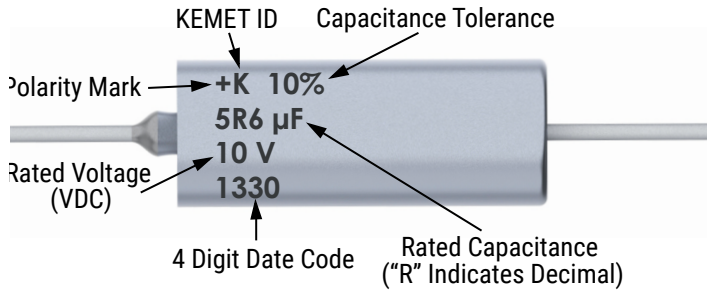 KEMET ID
Capacitance Tolerance
Polarity Mark
+K 10%
5R6 µF
10 V
1330
Rated Voltage
(VDC)
4 Digit Date Code
Rated Capacitance
(“R” Indicates Decimal)